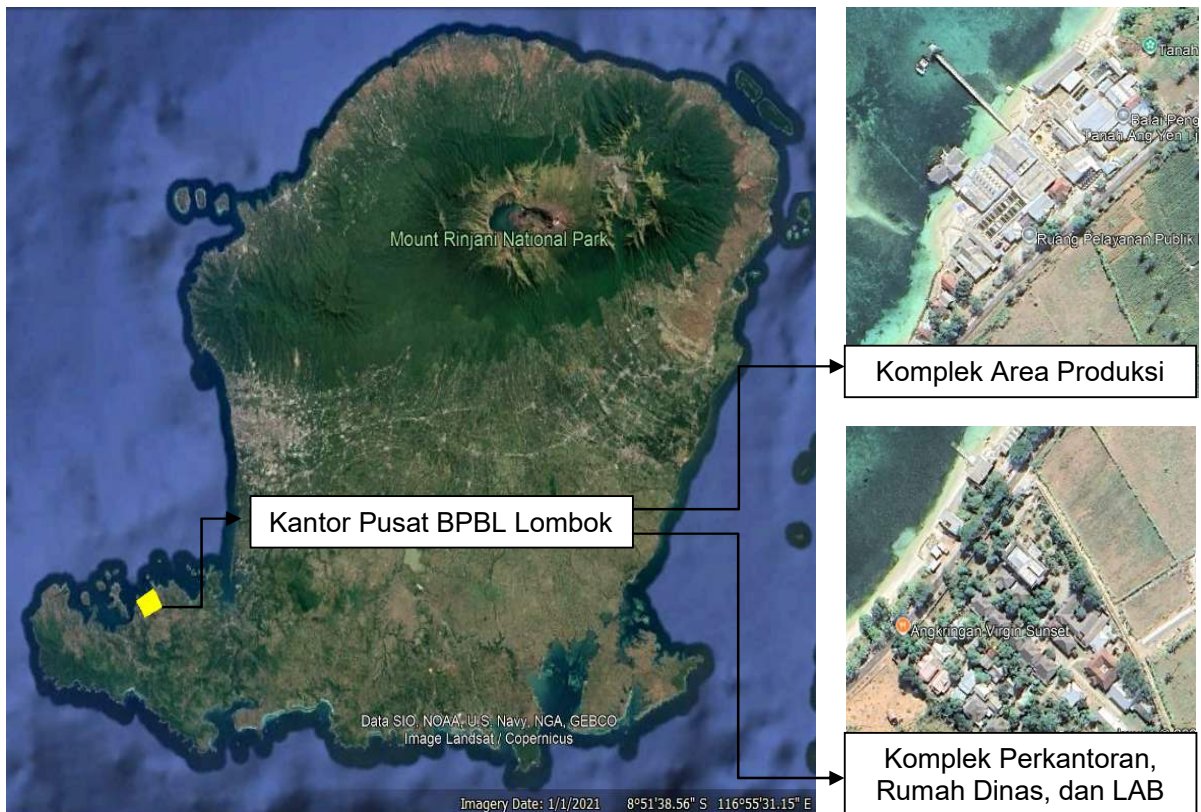 Mount Rinjani National Park
Kantor Pusat BPBL Lombok
Data SIO, NOAA, U.S. Navy, NGA, GEBCO
Image Landsat / Copernicus
Imagery Date: 1/1/2021 8°51'38.56" S 116°55'31.15" E
Tanah
Balai Peng
Tanah Ang Yen T
Ruang Pelayanan Publik
Komplek Area Produksi
Angkringan Virgin Sunset
Komplek Perkantoran,
Rumah Dinas, dan LAB